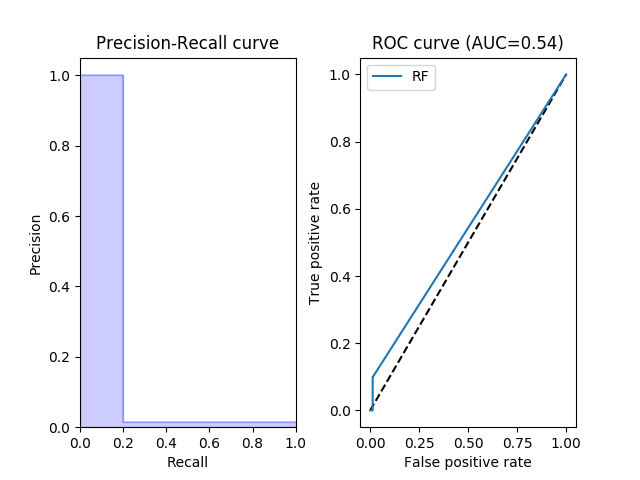 Precision-Recall curve
1.0
0.8
0.6
0.4
0.2
0.0
Precision
0.0 0.2 0.4 0.6 0.8 1.0
Recall
ROC curve (AUC=0.54)
RF
1.0
0.8
0.6
0.4
0.2
0.0
True positive rate
0.00 0.25 0.50 0.75 1.00
False positive rate